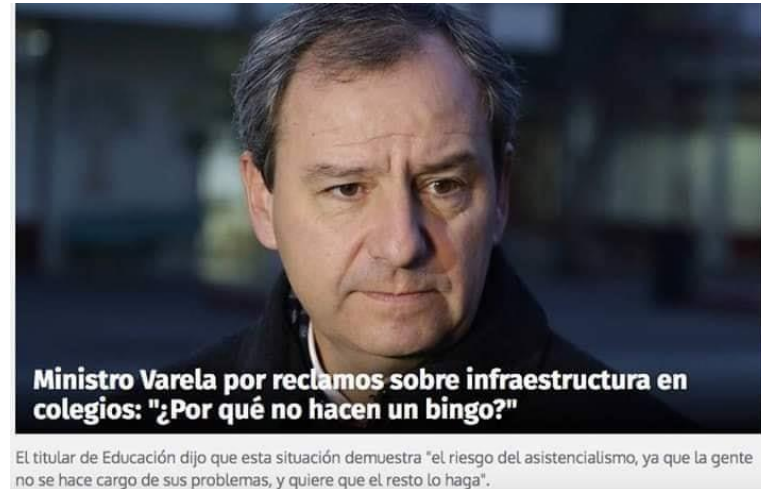 Ministro Varela por reclamos sobre infraestructura en
colegios: "¿Por qué no hacen un bingo?"
El titular de Educación dijo que esta situación demuestra "el riesgo del asistencialismo, ya que la gente
no se hace cargo de sus problemas, y quiere que el resto lo haga".